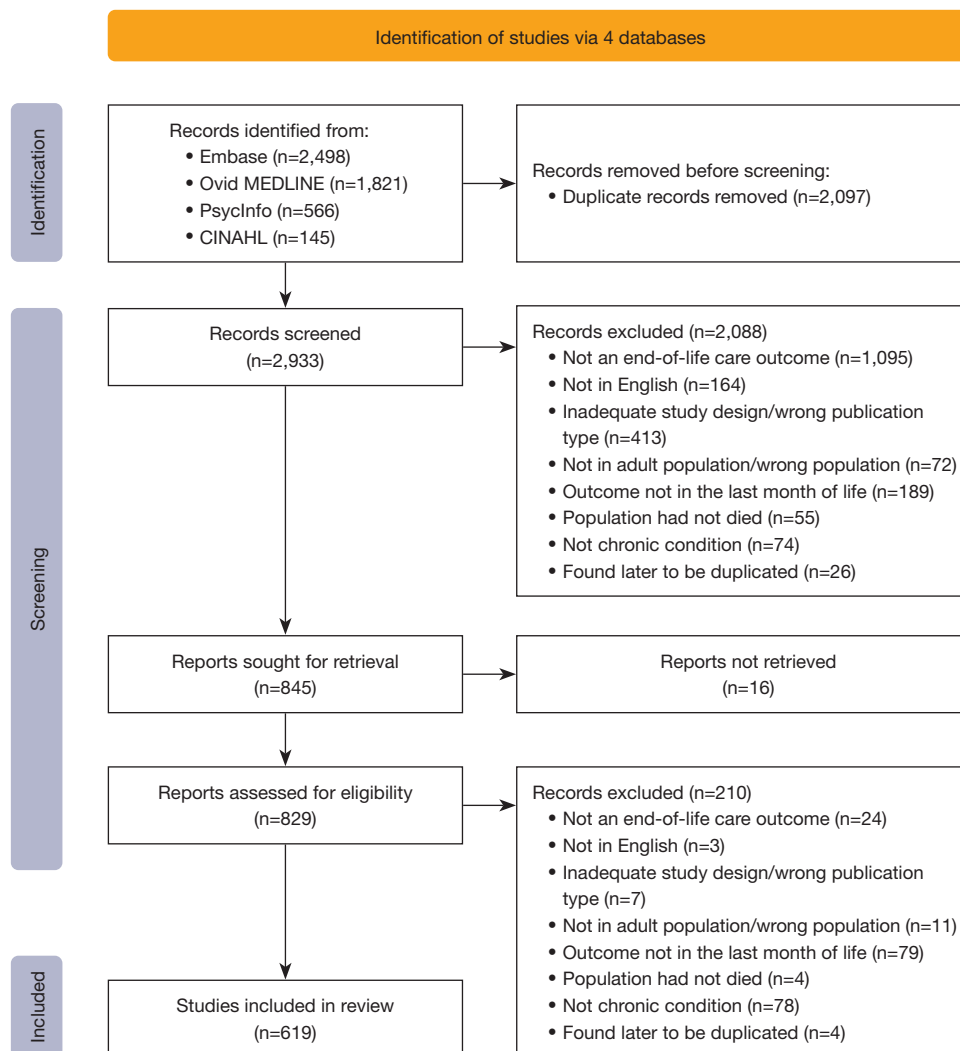 Identification of studies via 4 databases
Identification
Records identified from:
• Embase (n=2,498)
• Ovid MEDLINE (n=1,821)
• PsycInfo (n=566)
• CINAHL (n=145)
Records removed before screening:
• Duplicate records removed (n=2,097)
Screening
Records screened
(n=2,933)
Records excluded (n=2,088)
• Not an end-of-life care outcome (n=1,095)
• Not in English (n=164)
• Inadequate study design/wrong publication
type (n=413)
• Not in adult population/wrong population (n=72)
• Outcome not in the last month of life (n=189)
• Population had not died (n=55)
• Not chronic condition (n=74)
• Found later to be duplicated (n=26)
Reports sought for retrieval
(n=845)
Reports not retrieved
(n=16)
Reports assessed for eligibility
(n=829)
Records excluded (n=210)
• Not an end-of-life care outcome (n=24)
• Not in English (n=3)
• Inadequate study design/wrong publication
type (n=7)
• Not in adult population/wrong population (n=11)
• Outcome not in the last month of life (n=79)
• Population had not died (n=4)
• Not chronic condition (n=78)
• Found later to be duplicated (n=4)
Included
Studies included in review
(n=619)